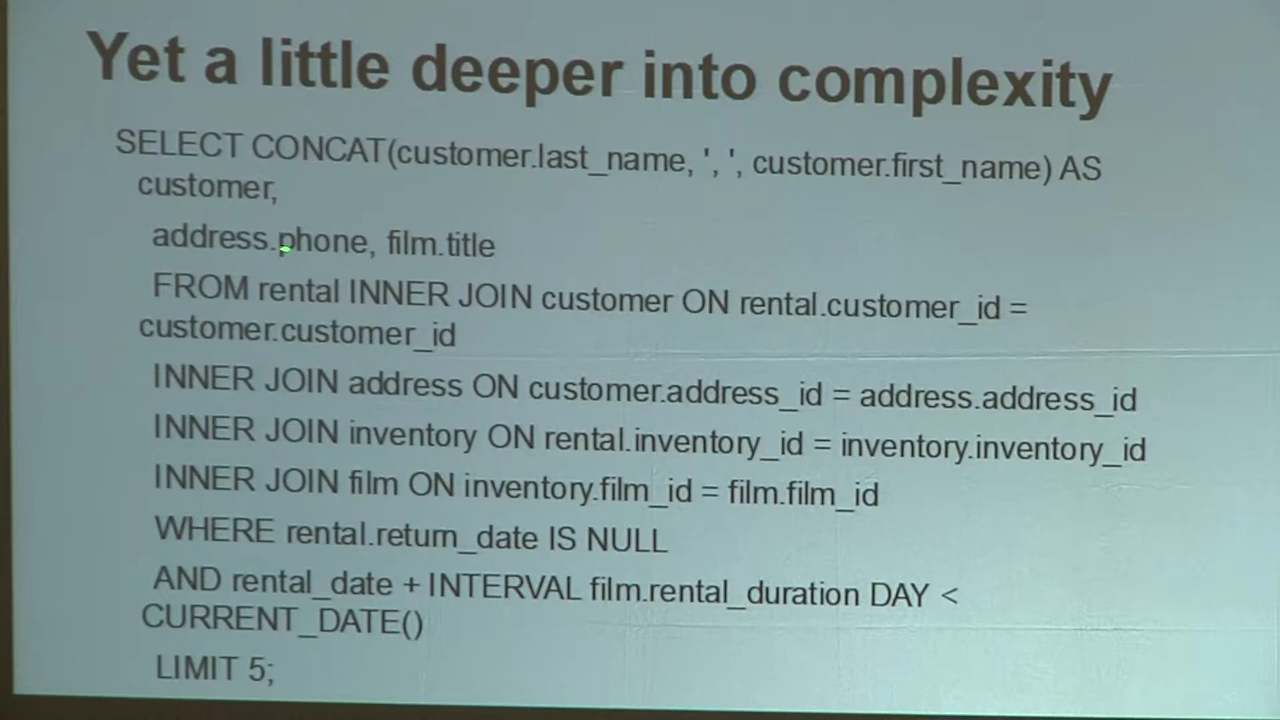 Yet a little deeper into complexity
SELECT CONCAT(customer.last_name, ', ', customer.first_name) AS
customer,
address.phone, film.title
FROM rental INNER JOIN customer ON rental.customer_id =
customer.customer_id
INNER JOIN address ON customer.address_id = address.address_id
INNER JOIN inventory ON rental.inventory_id = inventory.inventory_id
INNER JOIN film ON inventory.film_id = film.film_id
WHERE rental.return_date IS NULL
AND rental_date + INTERVAL film.rental_duration DAY <
CURRENT_DATE()
LIMIT 5;